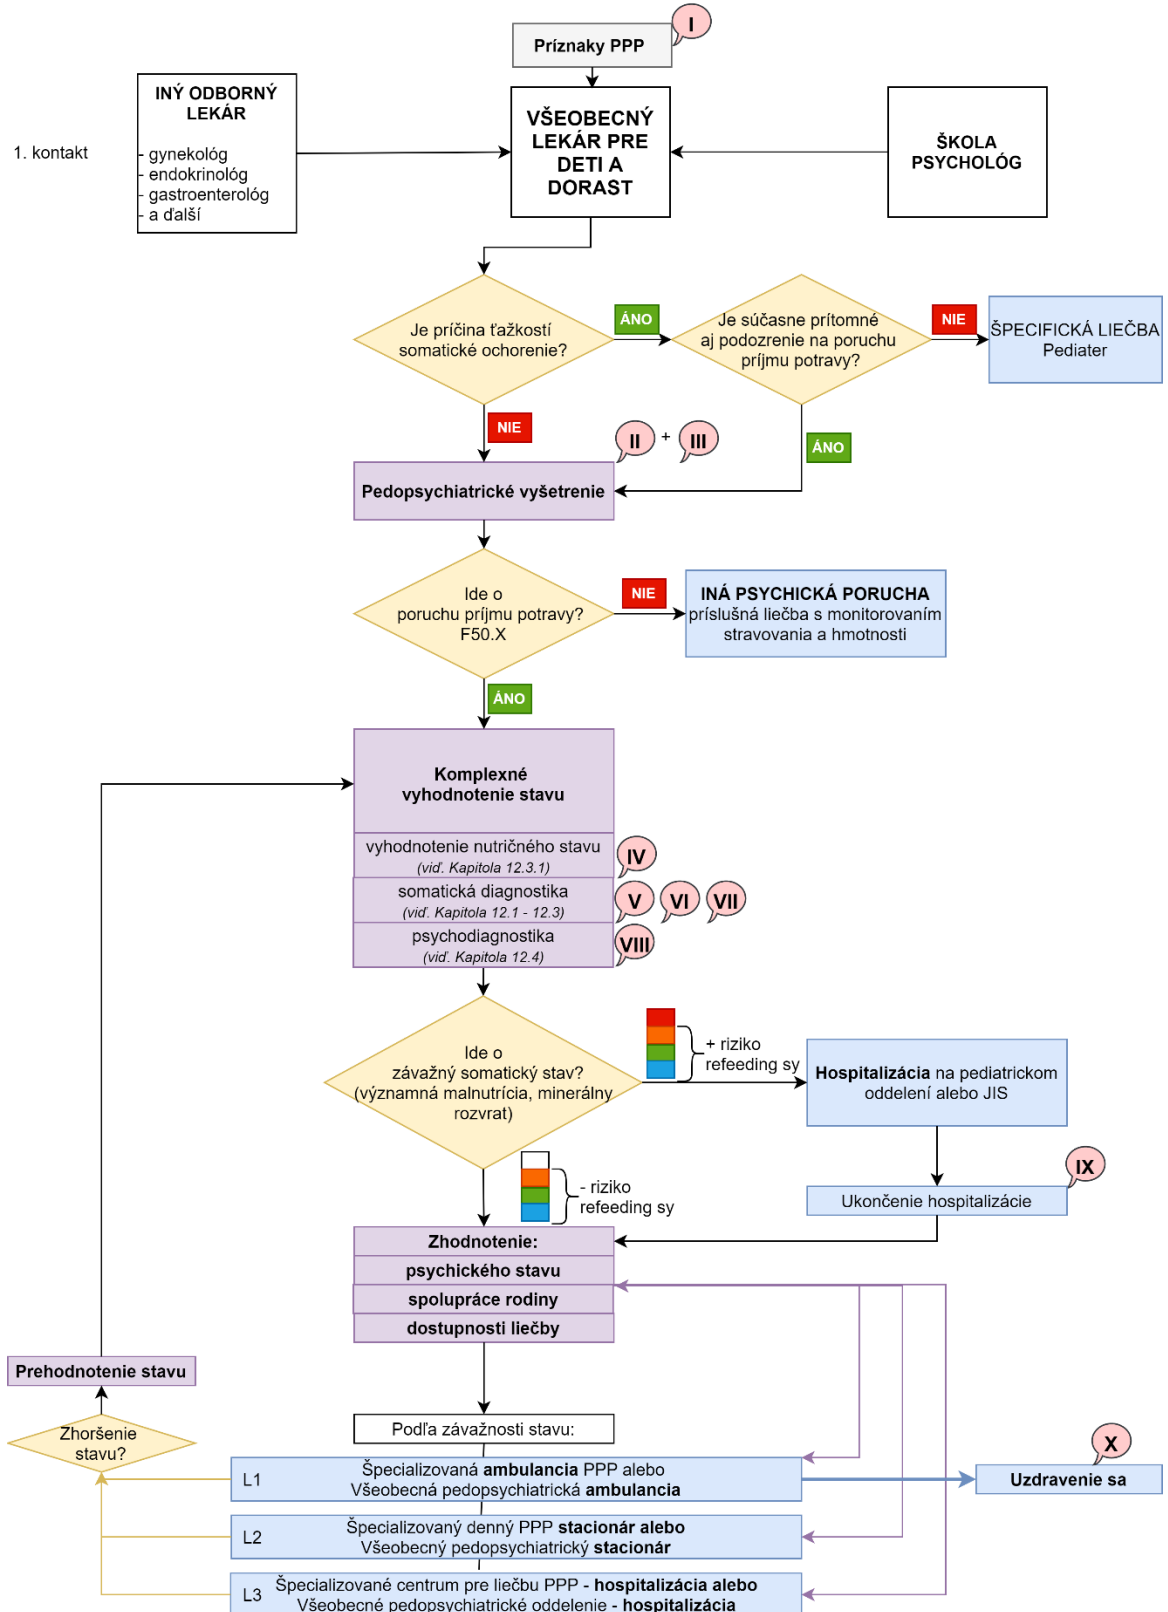 I
Príznaky PPP
INÝ ODBORNÝ
LEKÁR
- gynekológ
- endokrinológ
- gastroenterológ
- a ďalší
1. kontakt
VŠEOBECNÝ
LEKÁR PRE
DETI A
DORAST
ŠKOLA
PSYCHOLÓG
Je príčina ťažkostí
somatické ochorenie?
ÁNO
Je súčasne prítomné
aj podozrenie na poruchu
príjmu potravy?
NIE
ŠPECIFICKÁ LIEČBA
Pediater
NIE
II + III
ÁNO
Pedopsychiatrické vyšetrenie
Ide o
poruchu príjmu potravy?
F50.X
NIE
INÁ PSYCHICKÁ PORUCHA
príslušná liečba s monitorovaním
stravovania a hmotnosti
ÁNO
Komplexné
vyhodnotenie stavu
vyhodnotenie nutričného stavu
(viď. Kapitola 12.3.1)
IV
somatická diagnostika
(viď. Kapitola 12.1 - 12.3)
V VI VII
psychodiagnostika
(viď. Kapitola 12.4)
VIII
Ide o
závažný somatický stav?
(významná malnutrícia, minerálny
rozvrat)
+ riziko
refeeding sy
Hospitalizácia na pediatrickom
oddelení alebo JIS
- riziko
refeeding sy
IX
Ukončenie hospitalizácie
Zhodnotenie:
psychického stavu
spolupráce rodiny
dostupnosti liečby
Prehodnotenie stavu
Zhoršenie
stavu?
Podľa závažnosti stavu:
L1 Špecializovaná ambulancia PPP alebo
Všeobecná pedopsychiatrická ambulancia
X
Uzdravenie sa
L2 Špecializovaný denný PPP stacionár alebo
Všeobecný pedopsychiatrický stacionár
L3 Špecializované centrum pre liečbu PPP - hospitalizácia alebo
Všeobecné pedopsychiatrické oddelenie - hospitalizácia